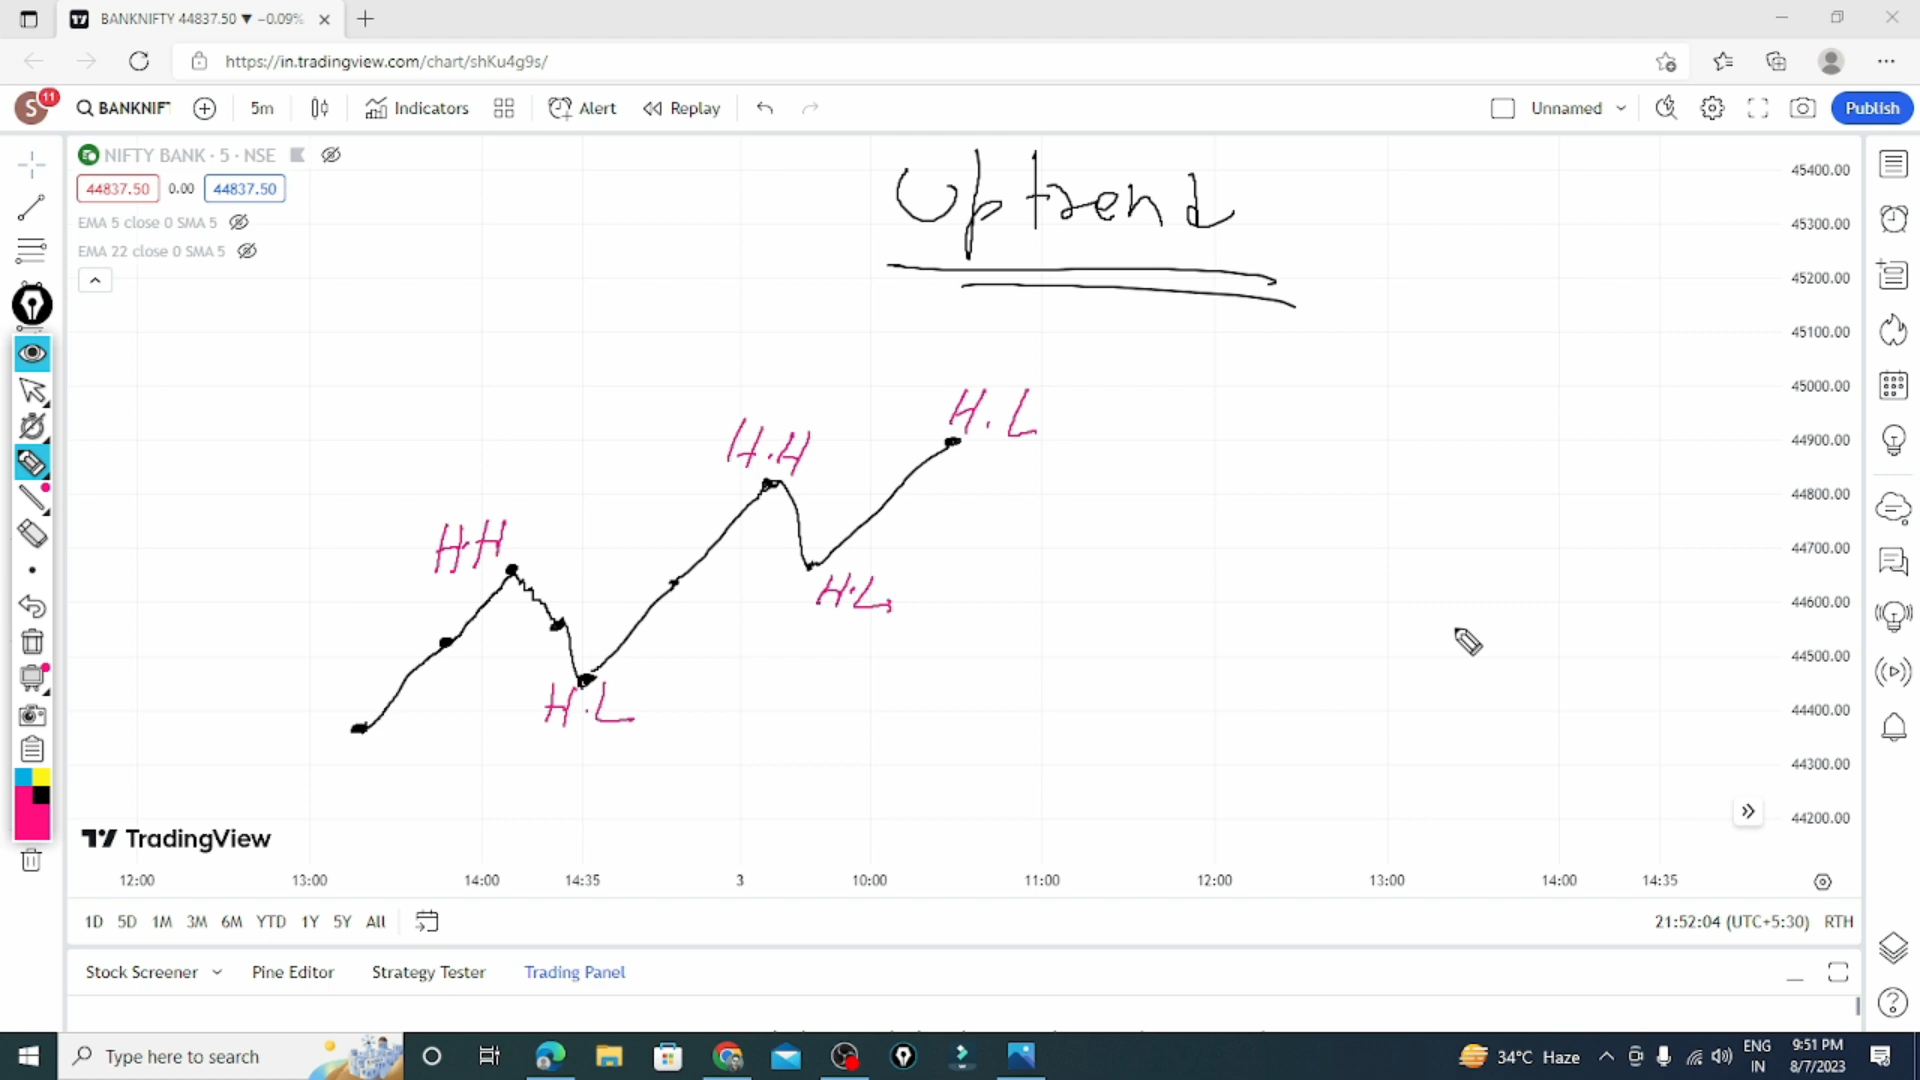 BANKNIFTY 44837.50 ▼ −0.09%
https://in.tradingview.com/chart/shKu4g9s/
S 11 BANKNIF 5m Indicators Alert Replay Unnamed Publish
NIFTY BANK · 5 · NSE
44837.50 0.00 44837.50
EMA 5 close 0 SMA 5
EMA 22 close 0 SMA 5
Uptrend
H.L
H.H
H.H
H.L
H.L
45400.00
45300.00
45200.00
45100.00
45000.00
44900.00
44800.00
44700.00
44600.00
44500.00
44400.00
44300.00
44200.00
TradingView
12:00 13:00 14:00 14:35 3 10:00 11:00 12:00 13:00 14:00 14:35
1D 5D 1M 3M 6M YTD 1Y 5Y All 21:52:04 (UTC+5:30) RTH
Stock Screener Pine Editor Strategy Tester Trading Panel
Type here to search 34°C Haze ENG IN 9:51 PM 8/7/2023